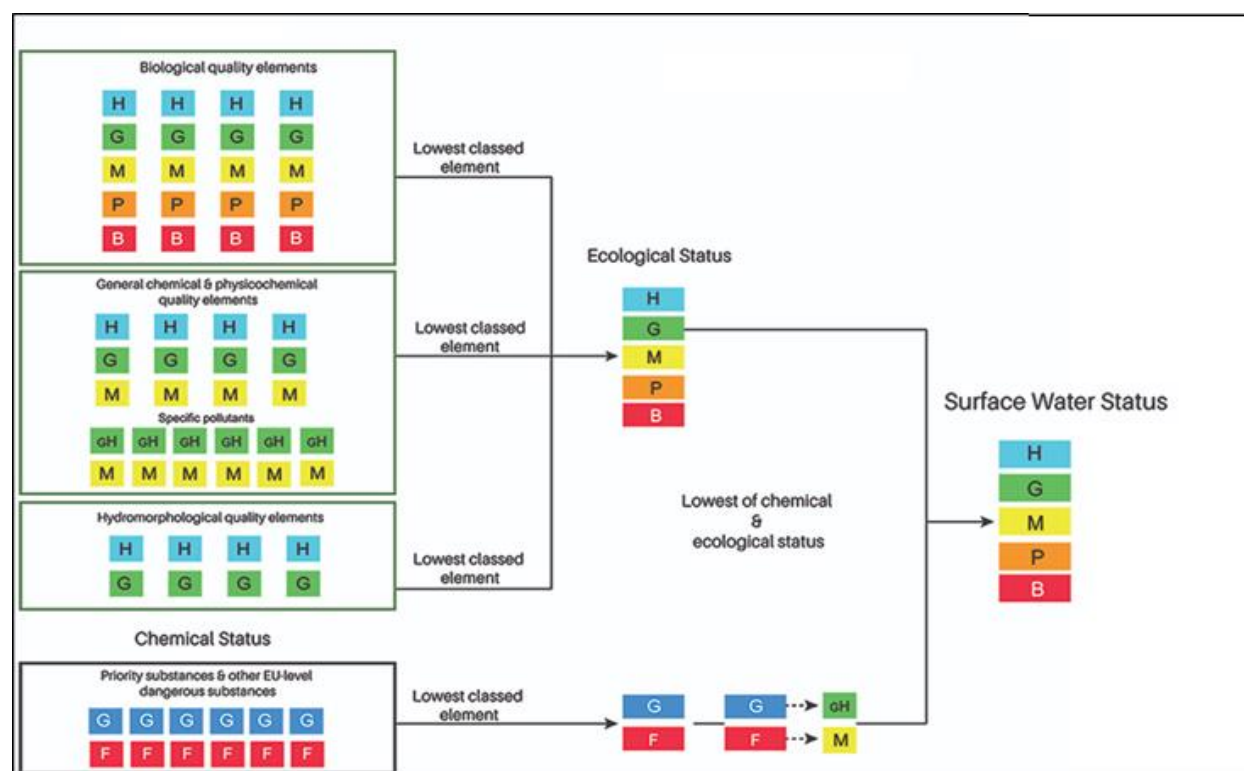 Biological quality elements
H H H H
G G G G
M M M M
P P P P
B B B B
Lowest classed
element
General chemical & physicochemical
quality elements
H H H H
G G G G
M M M M
Specific pollutants
GH GH GH GH GH GH
M M M M M M
Lowest classed
element
Hydromorphological quality elements
H H H H
G G G G
Lowest classed
element
Ecological Status
H
G
M
P
B
Chemical Status
Priority substances & other EU-level
dangerous substances
G G G G G G
F F F F F F
Lowest classed
element
G G GH
F F M
Lowest of chemical
&
ecological status
Surface Water Status
H
G
M
P
B